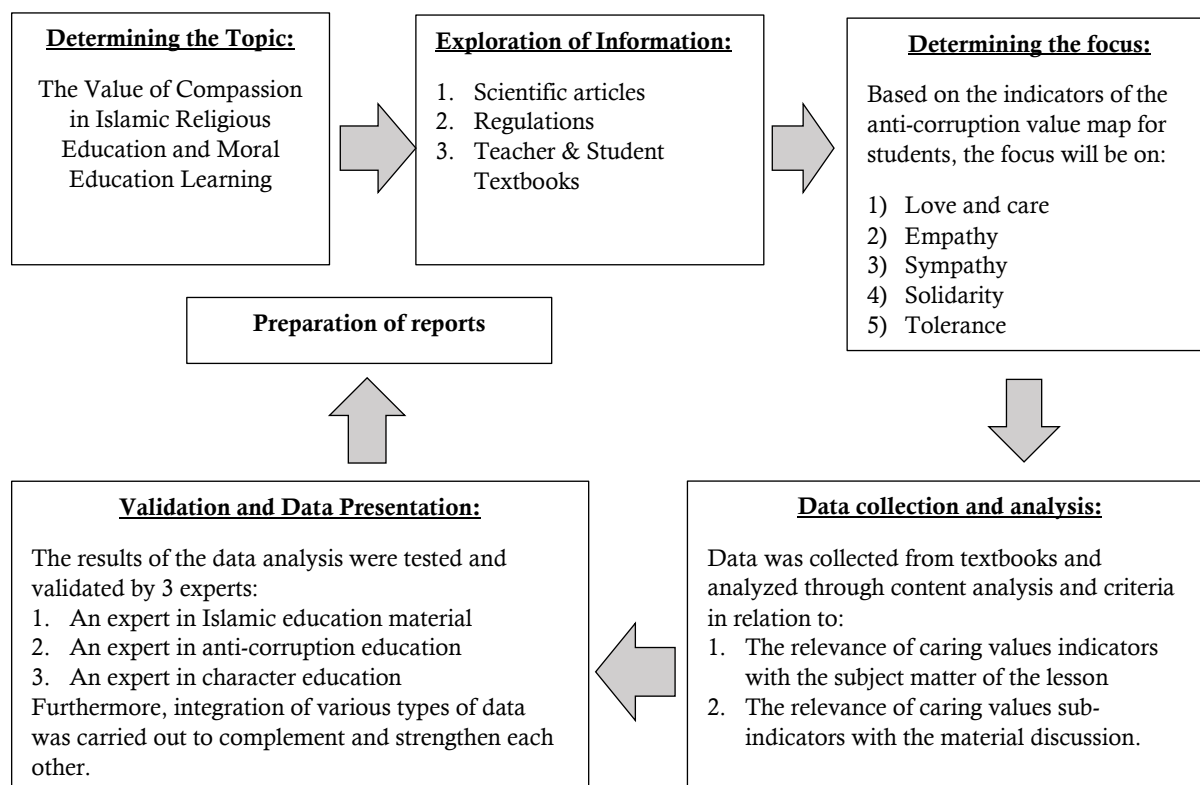 Determining the Topic:
The Value of Compassion
in Islamic Religious
Education and Moral
Education Learning
Exploration of Information:
1. Scientific articles
2. Regulations
3. Teacher & Student
Textbooks
Determining the focus:
Based on the indicators of the
anti-corruption value map for
students, the focus will be on:
1) Love and care
2) Empathy
3) Sympathy
4) Solidarity
5) Tolerance
Data collection and analysis:
Data was collected from textbooks and
analyzed through content analysis and criteria
in relation to:
1. The relevance of caring values indicators
with the subject matter of the lesson
2. The relevance of caring values sub-
indicators with the material discussion.
Validation and Data Presentation:
The results of the data analysis were tested and
validated by 3 experts:
1. An expert in Islamic education material
2. An expert in anti-corruption education
3. An expert in character education
Furthermore, integration of various types of data
was carried out to complement and strengthen each
other.
Preparation of reports